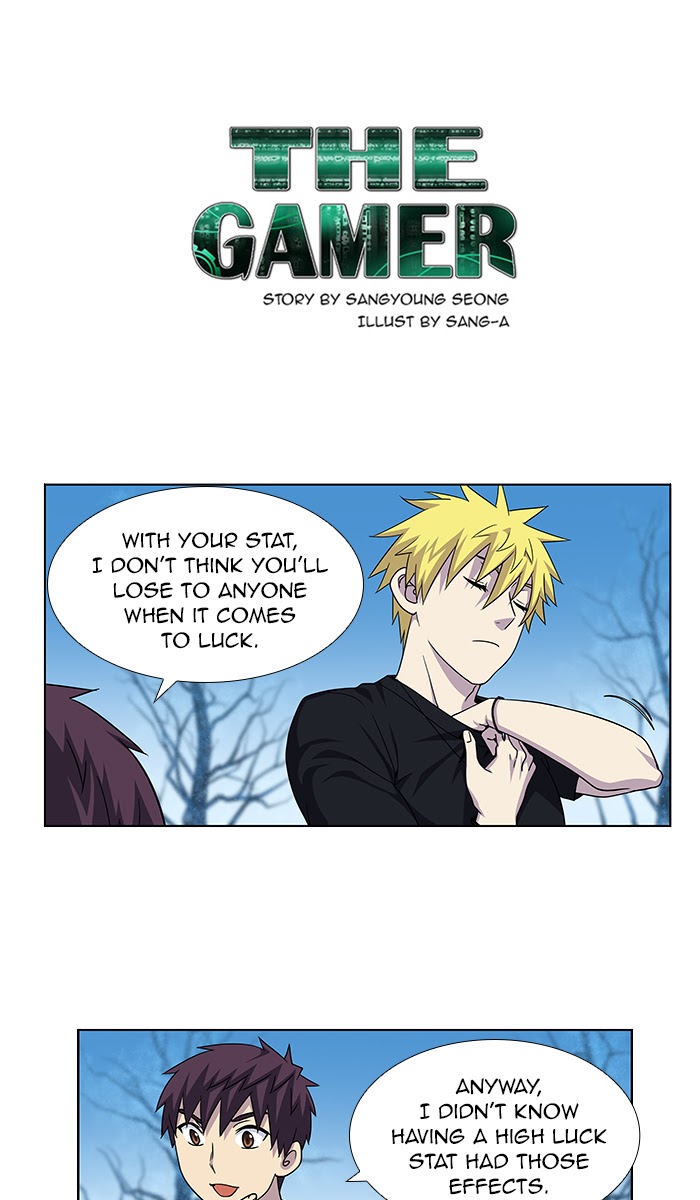 THE
GAMER
STORY BY SANGYOUNG SEONG
ILLUST BY SANG-A
WITH YOUR STAT,
I DON'T THINK YOU'LL
LOSE TO ANYONE
WHEN IT COMES
TO LUCK.
ANYWAY,
I DIDN'T KNOW
HAVING A HIGH LUCK
STAT HAD THOSE
EFFECTS.